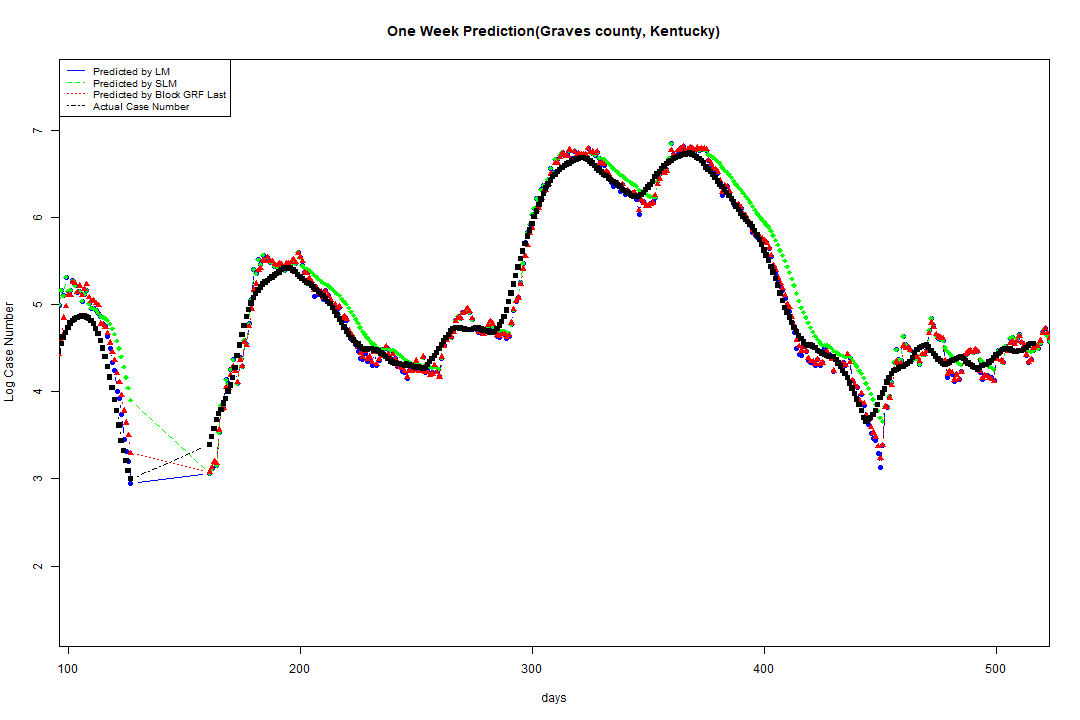 One Week Prediction(Graves county, Kentucky)
Predicted by LM
Predicted by SLM
Predicted by Block GRF Last
Actual Case Number
7
6
5
4
3
2
Log Case Number
100 200 300 400 500
days